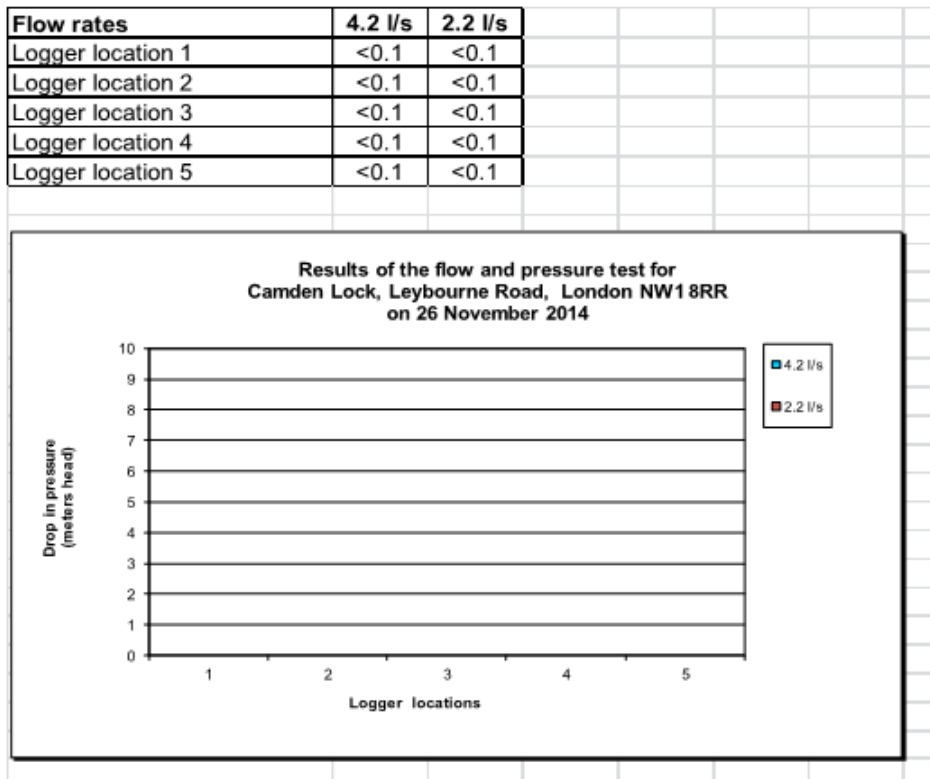 Flow rates 4.2 l/s 2.2 l/s
Logger location 1 <0.1 <0.1
Logger location 2 <0.1 <0.1
Logger location 3 <0.1 <0.1
Logger location 4 <0.1 <0.1
Logger location 5 <0.1 <0.1
Results of the flow and pressure test for
Camden Lock, Leybourne Road, London NW1 8RR
on 26 November 2014
10
9
8
7
6
5
4
3
2
1
0
Drop in pressure
(meters head)
1 2 3 4 5
Logger locations
4.2 l/s
2.2 l/s